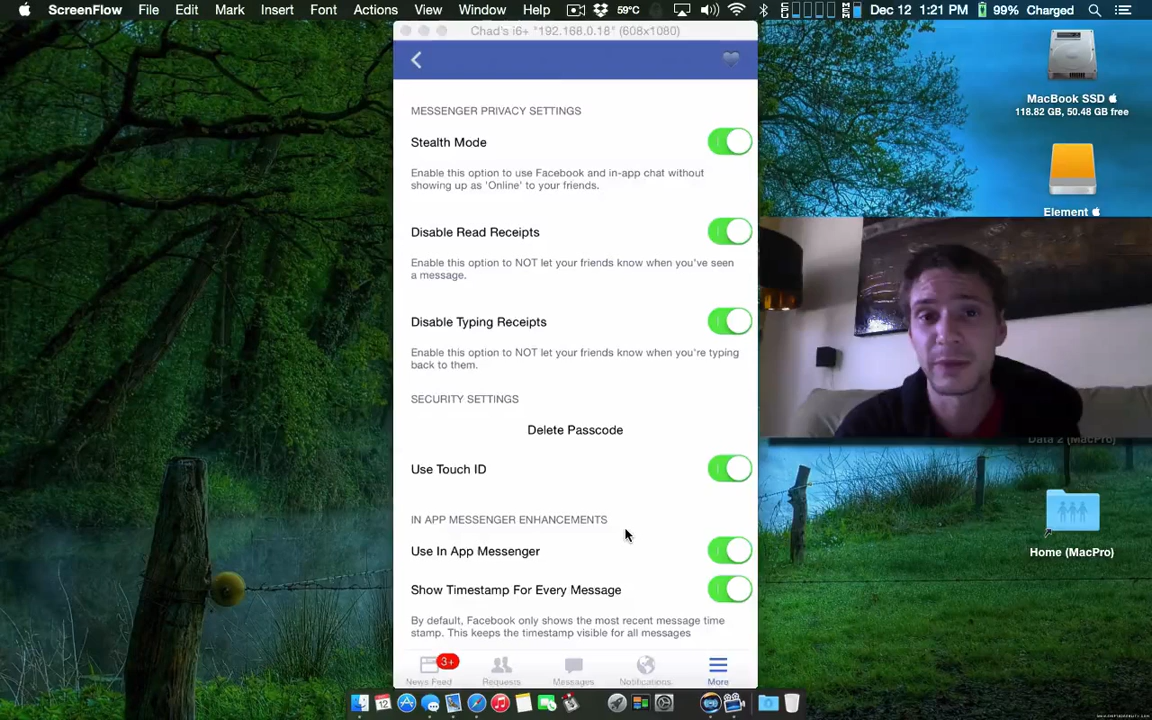 ScreenFlow File Edit Mark Insert Font Actions View Window Help 59°C Dec 12 1:21 PM 99% Charged
Chad's i6+ "192.168.0.18" (608x1080)
MESSENGER PRIVACY SETTINGS
Stealth Mode
Enable this option to use Facebook and in-app chat without
showing up as 'Online' to your friends.
Disable Read Receipts
Enable this option to NOT let your friends know when you've seen
a message.
Disable Typing Receipts
Enable this option to NOT let your friends know when you're typing
back to them.
SECURITY SETTINGS
Delete Passcode
Use Touch ID
IN APP MESSENGER ENHANCEMENTS
Use In App Messenger
Show Timestamp For Every Message
By default, Facebook only shows the most recent message time
stamp. This keeps the timestamp visible for all messages
3+
News Feed Requests Messages Notifications More
MacBook SSD
118.82 GB, 50.48 GB free
Element
Data 2 (MacPro)
Home (MacPro)
12